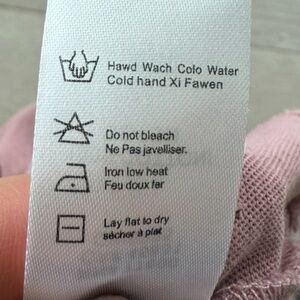 Hawd Wach Colo Water
Cold hand Xi Fawen
Do not bleach
Ne Pas javelliser.
Iron low heat
Feu doux fer
Lay flat to dry
sécher à plat